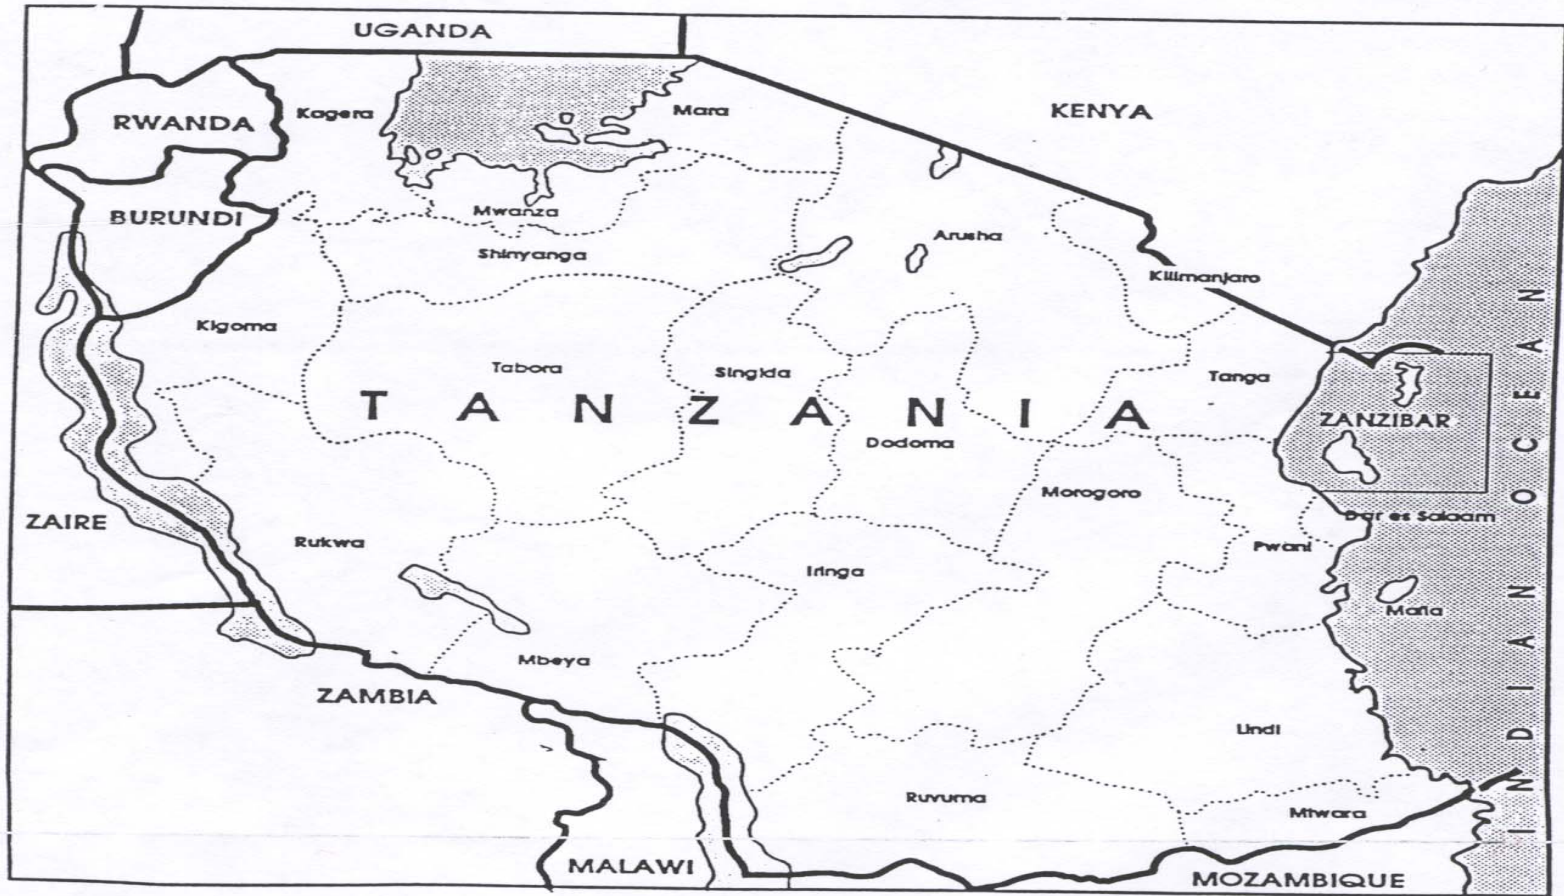 UGANDA
KENYA
RWANDA
Kagera
Mara
BURUNDI
Mwanza
Shinyanga
Arusha
Kilimanjaro
Kigoma
Tabora
Singida
Tanga
TANZANIA
ZANZIBAR
Dodoma
Morogoro
ZAIRE
Dar es Salaam
Rukwa
Pwani
Iringa
Mafia
Mbeya
ZAMBIA
Lindi
Ruvuma
Mtwara
MALAWI
MOZAMBIQUE
INDIAN OCEAN